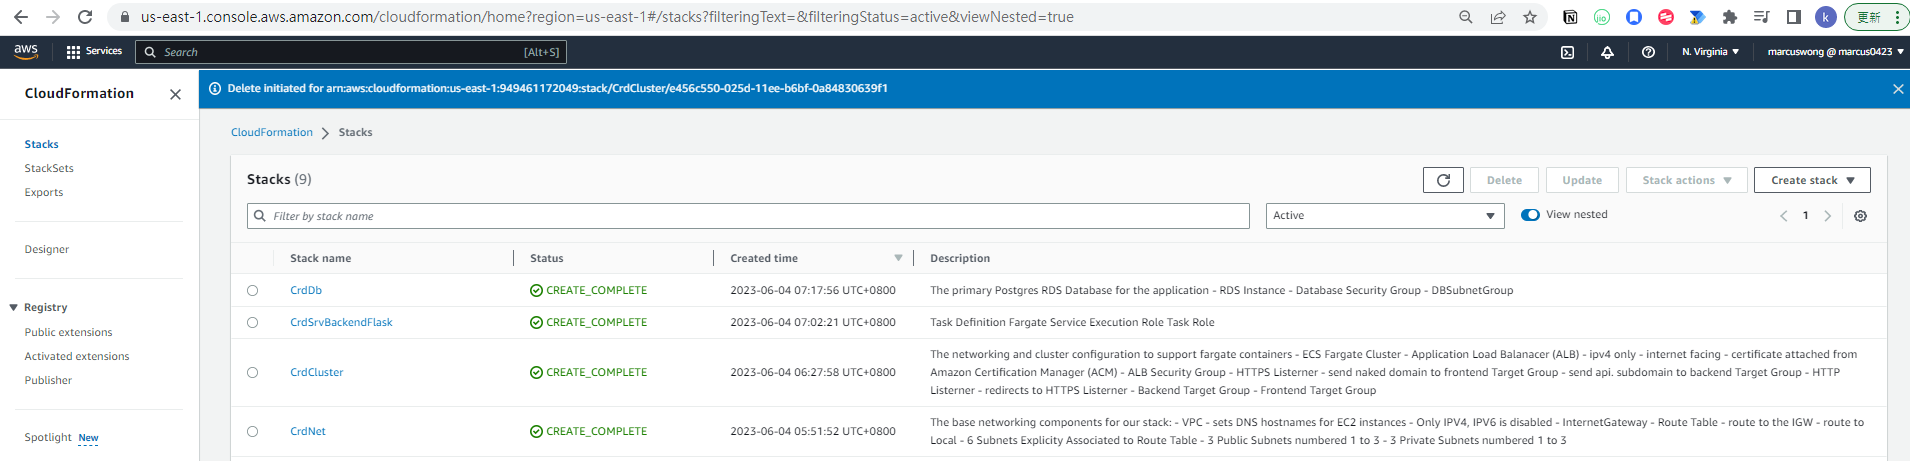 us-east-1.console.aws.amazon.com/cloudformation/home?region=us-east-1#/stacks?filteringText=&filteringStatus=active&viewNested=true
jio
k
更新
aws
Services
Search
[Alt+S]
N. Virginia
marcuswong @ marcus0423
CloudFormation
Stacks
StackSets
Exports
Designer
Registry
Public extensions
Activated extensions
Publisher
Spotlight New
Delete initiated for arn:aws:cloudformation:us-east-1:949461172049:stack/CrdCluster/e456c550-025d-11ee-b6bf-0a84830639f1
CloudFormation > Stacks
Stacks (9)
Delete
Update
Stack actions
Create stack
Filter by stack name
Active
View nested
1
Stack name Status Created time Description
CrdDb CREATE_COMPLETE 2023-06-04 07:17:56 UTC+0800 The primary Postgres RDS Database for the application - RDS Instance - Database Security Group - DBSubnetGroup
CrdSrvBackendFlask CREATE_COMPLETE 2023-06-04 07:02:21 UTC+0800 Task Definition Fargate Service Execution Role Task Role
CrdCluster CREATE_COMPLETE 2023-06-04 06:27:58 UTC+0800 The networking and cluster configuration to support fargate containers - ECS Fargate Cluster - Application Load Balanacer (ALB) - ipv4 only - internet facing - certificate attached from
Amazon Certification Manager (ACM) - ALB Security Group - HTTPS Listerner - send naked domain to frontend Target Group - send api. subdomain to backend Target Group - HTTP
Listerner - redirects to HTTPS Listerner - Backend Target Group - Frontend Target Group
CrdNet CREATE_COMPLETE 2023-06-04 05:51:52 UTC+0800 The base networking components for our stack: - VPC - sets DNS hostnames for EC2 instances - Only IPV4, IPV6 is disabled - InternetGateway - Route Table - route to the IGW - route to
Local - 6 Subnets Explicity Associated to Route Table - 3 Public Subnets numbered 1 to 3 - 3 Private Subnets numbered 1 to 3